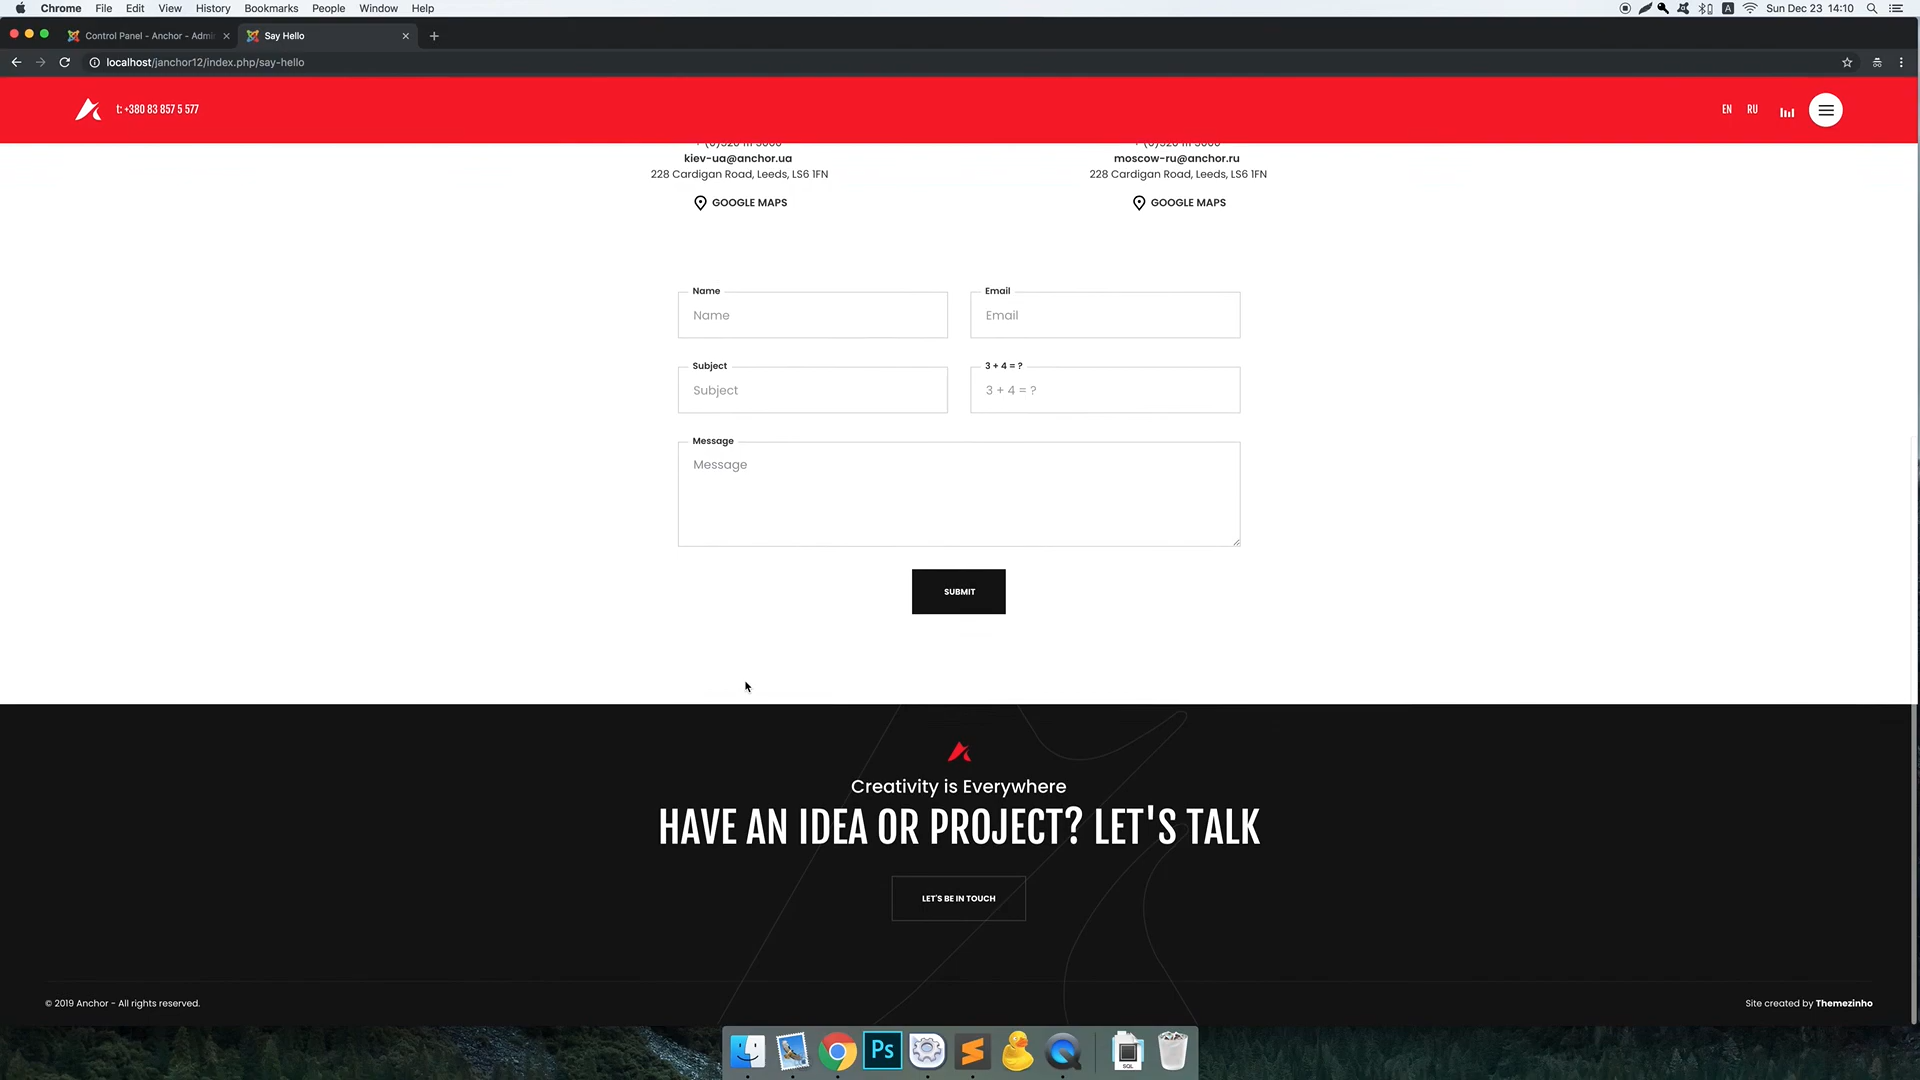 Chrome File Edit View History Bookmarks People Window Help
Sun Dec 23 14:10
Control Panel - Anchor - Admi
Say Hello
localhost/janchor12/index.php/say-hello
t: +380 83 857 5 577
EN RU
kiev-ua@anchor.ua
228 Cardigan Road, Leeds, LS6 1FN
GOOGLE MAPS
moscow-ru@anchor.ru
228 Cardigan Road, Leeds, LS6 1FN
GOOGLE MAPS
Name
Name
Email
Email
Subject
Subject
3 + 4 = ?
3 + 4 = ?
Message
Message
SUBMIT
Creativity is Everywhere
HAVE AN IDEA OR PROJECT? LET'S TALK
LET'S BE IN TOUCH
© 2019 Anchor - All rights reserved.
Site created by Themezinho
Ps
SQL